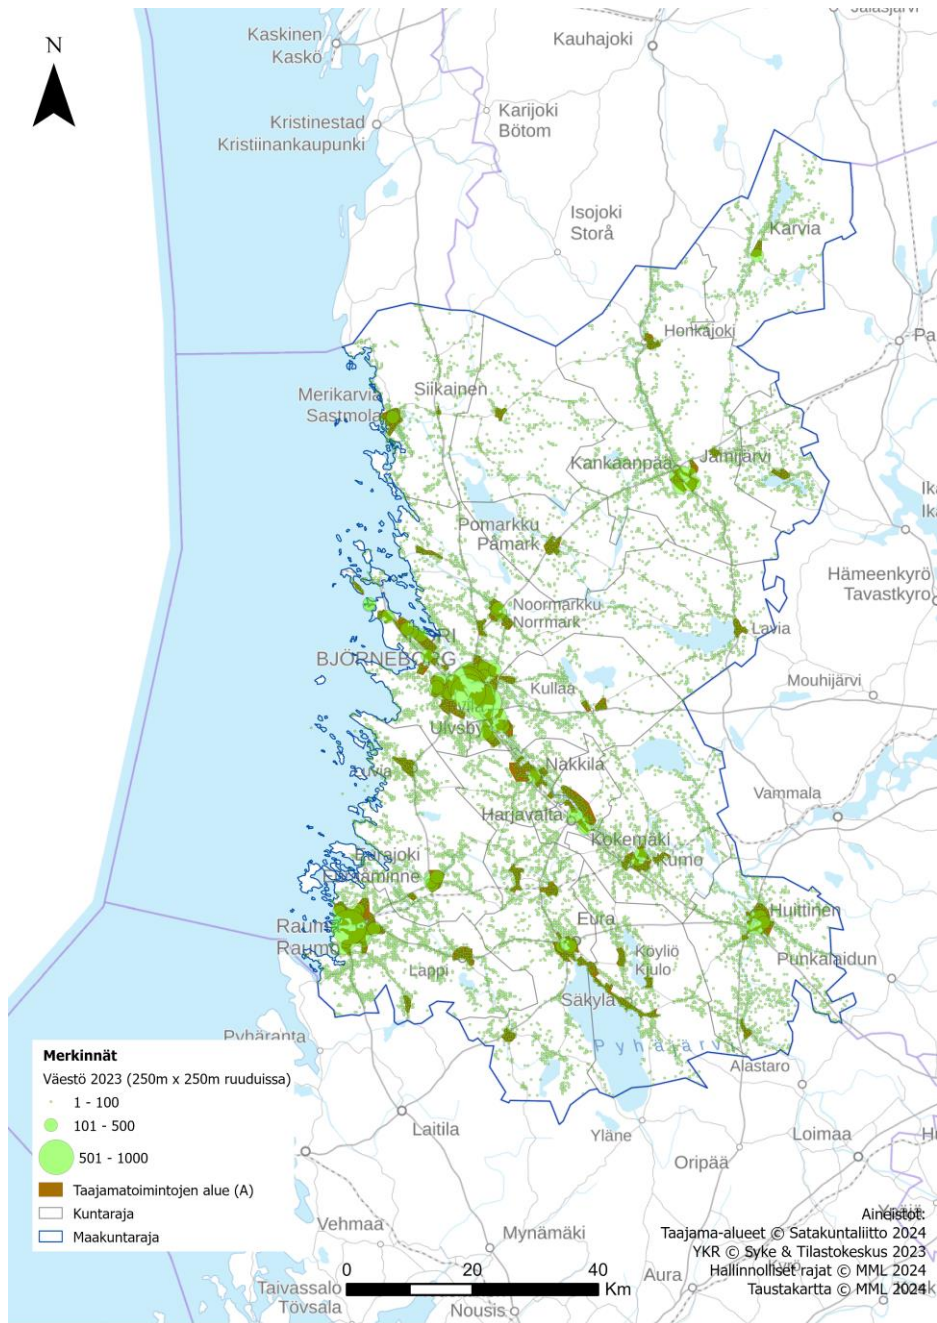 Jalasjärvi
N
Kaskinen
Kaskö
Kauhajoki
Kristinestad
Kristiinankaupunki
Karijoki
Bötom
Isojoki
Storå
Karvia
Honkajoki
Merikarvia
Sastmola
Siikainen
Kankaanpää
Jämijärvi
Pomarkku
Påmark
Hämeenkyrö
Tavastkyro
Noormarkku
Norrmark
Lavia
BJÖRNEBORG
Kullaa
Mouhijärvi
Ulvsby
Nakkila
Luvia
Harjavalta
Vammala
Kokemäki
Kumo
Huittinen
Eura
Raumo
Lappi
Köyliö
Kjulo
Punkalaidun
Säkylä
Pyhäjärvi
Pyhäranta
Alastaro
Laitila
Yläne
Loimaa
Oripää
Vehmaa
Mynämäki
Taivassalo
Tövsala
Nousis
Aura
Merkinnät
Väestö 2023 (250m x 250m ruuduissa)
1 - 100
101 - 500
501 - 1000
Taajamatoimintojen alue (A)
Kuntaraja
Maakuntaraja
0 20 40
Km
Aineistot:
Taajama-alueet © Satakuntaliitto 2024
YKR © Syke & Tilastokeskus 2023
Hallinnolliset rajat © MML 2024
Taustakartta © MML 2024